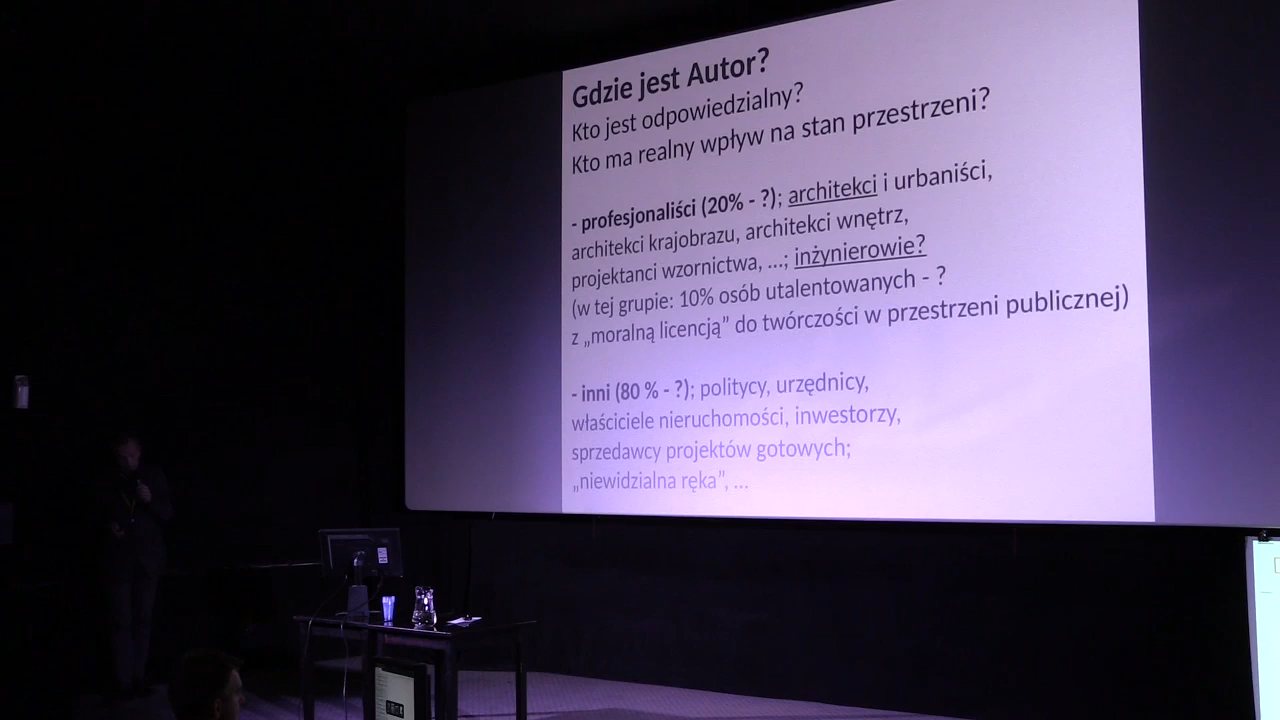 Gdzie jest Autor?
Kto jest odpowiedzialny?
Kto ma realny wpływ na stan przestrzeni?
- profesjonaliści (20% - ?); architekci i urbaniści,
architekci krajobrazu, architekci wnętrz,
projektanci wzornictwa, ...; inżynierowie?
(w tej grupie: 10% osób utalentowanych - ?
z „moralną licencją” do twórczości w przestrzeni publicznej)
- inni (80 % - ?); politycy, urzędnicy,
właściciele nieruchomości, inwestorzy,
sprzedawcy projektów gotowych;
„niewidzialna ręka”, ...